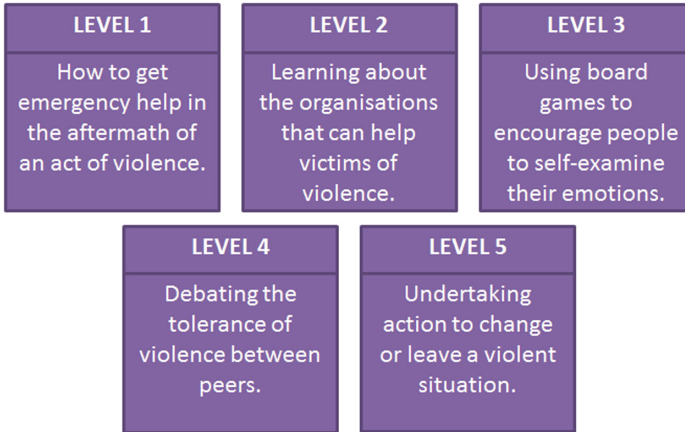 LEVEL 1
How to get
emergency help in
the aftermath of
an act of violence.
LEVEL 2
Learning about
the organisations
that can help
victims of
violence.
LEVEL 3
Using board
games to
encourage people
to self-examine
their emotions.
LEVEL 4
Debating the
tolerance of
violence between
peers.
LEVEL 5
Undertaking
action to change
or leave a violent
situation.